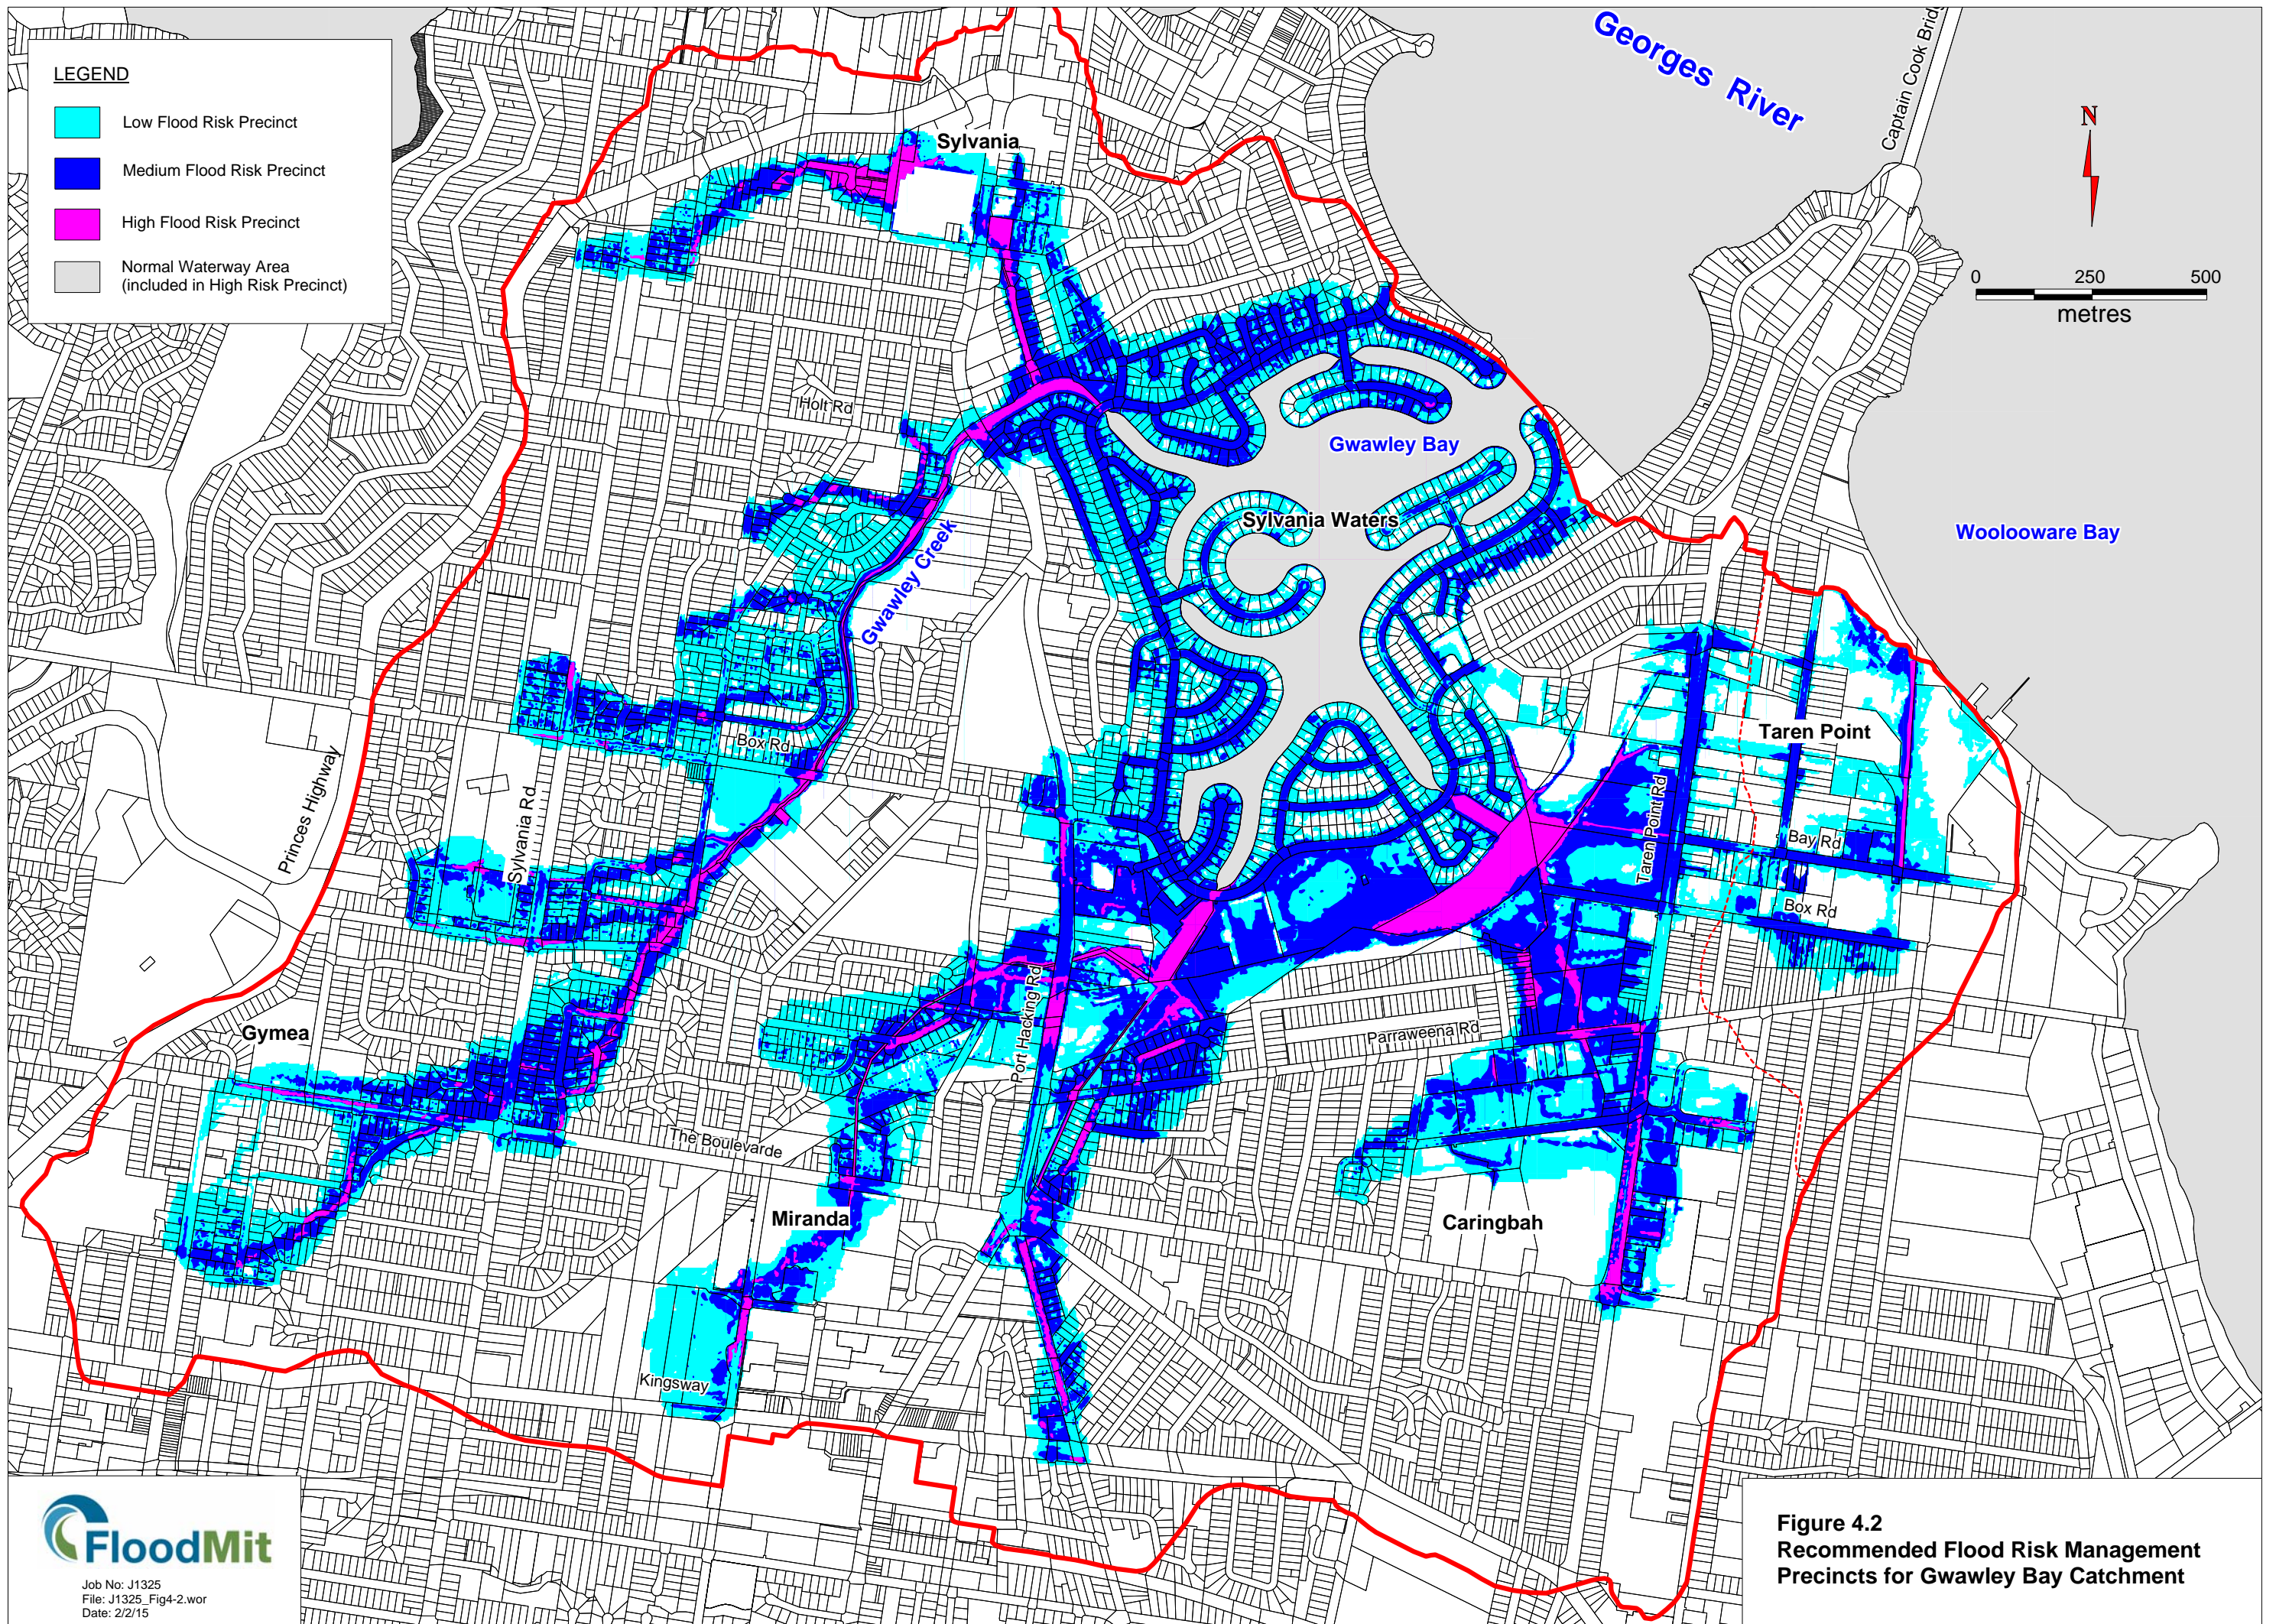 LEGEND
Low Flood Risk Precinct
Medium Flood Risk Precinct
High Flood Risk Precinct
Normal Waterway Area
(included in High Risk Precinct)
Georges River
Captain Cook Bridg
N
0 250 500
metres
Sylvania
Holt Rd
Gwawley Bay
Sylvania Waters
Woolooware Bay
Gwawley Creek
Taren Point
Box Rd
Princes Highway
Sylvania Rd
Taren Point Rd
Bay Rd
Box Rd
Gymea
Port Hacking Rd
Parraweena Rd
The Boulevarde
Miranda
Caringbah
Kingsway
FloodMit
Job No: J1325
File: J1325_Fig4-2.wor
Date: 2/2/15
Figure 4.2
Recommended Flood Risk Management
Precincts for Gwawley Bay Catchment